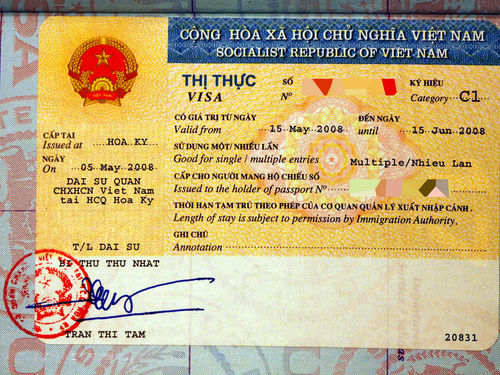 CỘNG HÒA XÃ HỘI CHỦ NGHĨA VIỆT NAM
SOCIALIST REPUBLIC OF VIET NAM
THỊ THỰC
VISA
SỐ
Nº
KÝ HIỆU
Category C1
CẤP TẠI
Issued at HOA KY
NGÀY
On 05 May 2008
DAI SU QUAN
CHXHCN Viet Nam
tai HCQ Hoa Ky
T/L DAI SU
BI THU THU NHAT
TRAN THI TAM
CÓ GIÁ TRỊ TỪ NGÀY
Valid from 15 May 2008
ĐẾN NGÀY
until 15 Jun 2008
SỬ DỤNG MỘT/ NHIỀU LẦN
Good for single / multiple entries Multiple/Nhieu Lan
CẤP CHO NGƯỜI MANG HỘ CHIẾU SỐ
Issued to the holder of passport Nº
THỜI HẠN TẠM TRÚ THEO PHÉP CỦA CƠ QUAN QUẢN LÝ XUẤT NHẬP CẢNH .
Length of stay is subject to permission by Immigration Authority.
GHI CHÚ
Annotation
20831